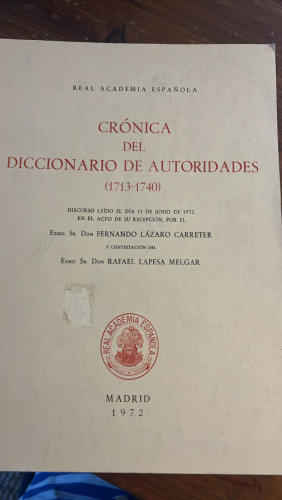 REAL ACADEMIA ESPAÑOLA
CRÓNICA
DEL
DICCIONARIO DE AUTORIDADES
(1713-1740)
DISCURSO LEÍDO EL DÍA 11 DE JUNIO DE 1972,
EN EL ACTO DE SU RECEPCIÓN, POR EL
EXMO. SR. DON FERNANDO LÁZARO CARRETER
Y CONTESTACIÓN DEL
EXMO. SR. DON RAFAEL LAPESA MELGAR
REAL ACADEMIA ESPAÑOLA
MADRID
1972